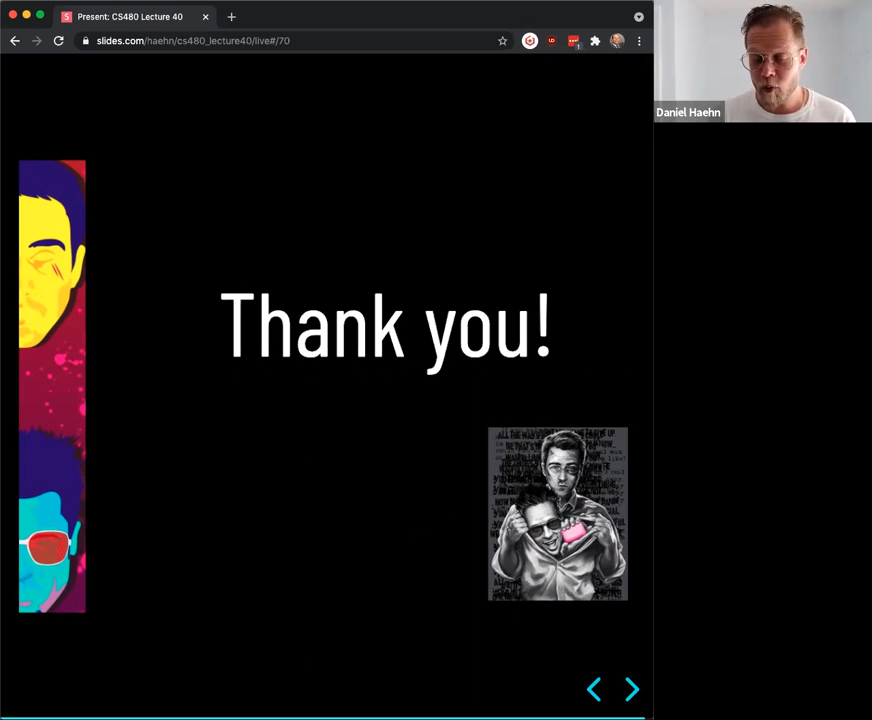 Present: CS480 Lecture 40
slides.com/haehn/cs480_lecture40/live#/70
Daniel Haehn
Thank you!